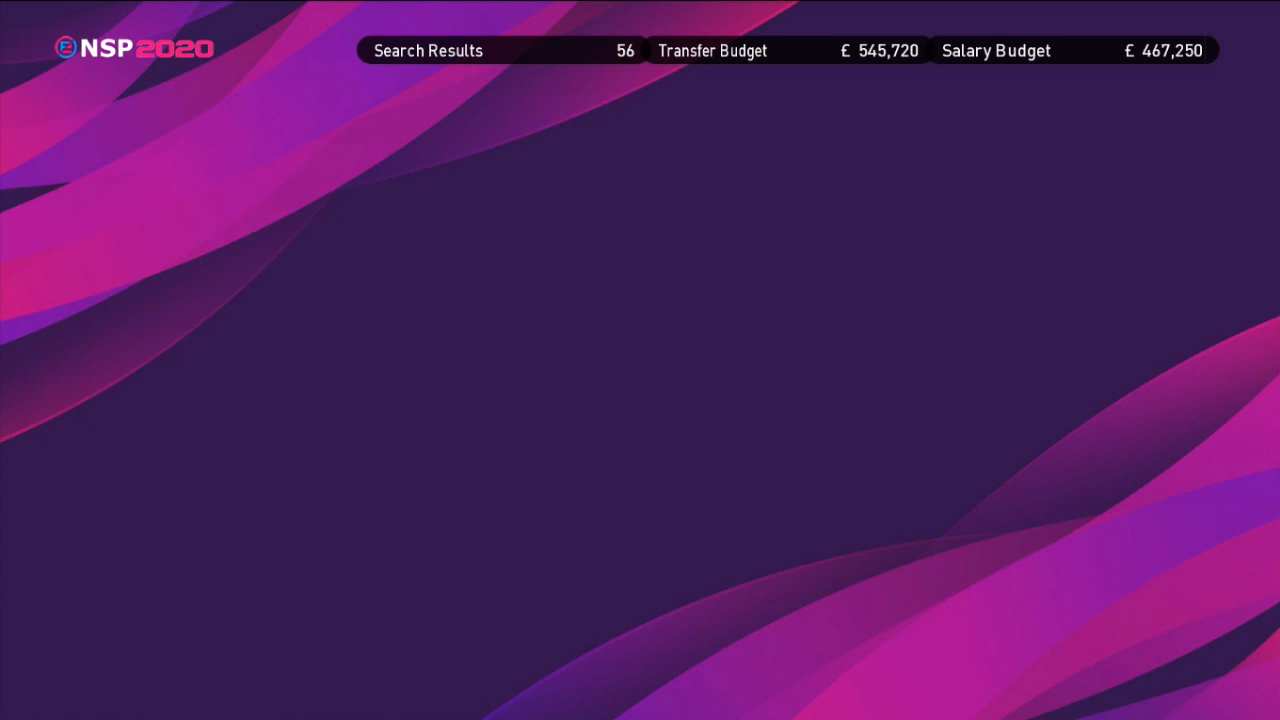 NSP2020
Search Results 56 Transfer Budget £ 545,720 Salary Budget £ 467,250